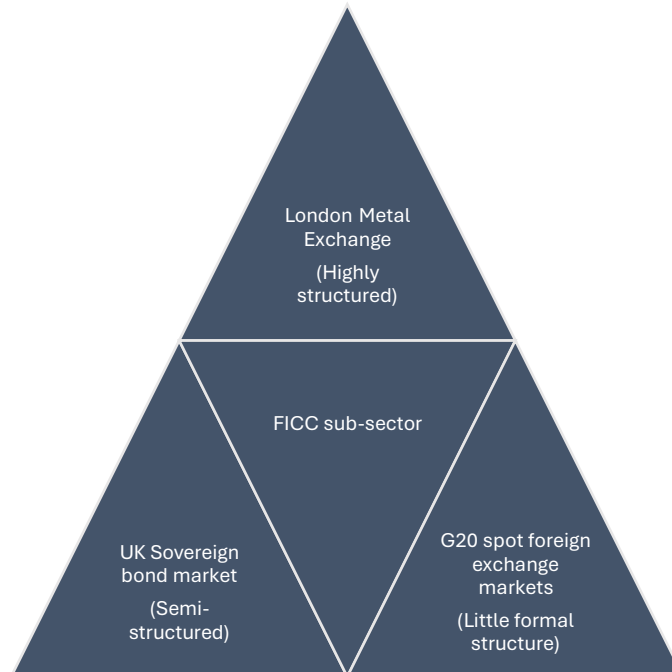 London Metal
Exchange
(Highly
structured)
FICC sub-sector
UK Sovereign
bond market
(Semi-
structured)
G20 spot foreign
exchange
markets
(Little formal
structure)